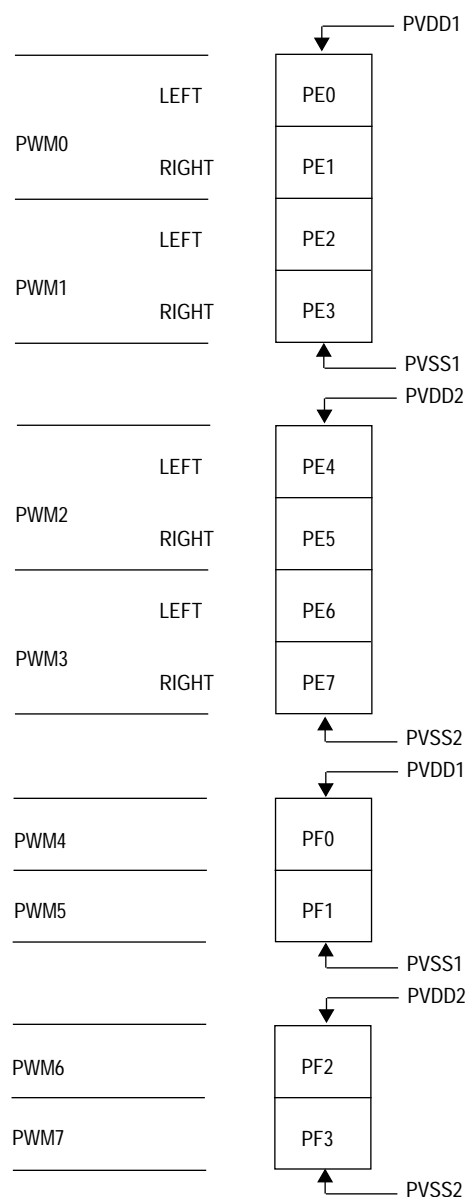 PVDD1
LEFT PE0
PWM0
RIGHT PE1
LEFT PE2
PWM1
RIGHT PE3
PVSS1
PVDD2
LEFT PE4
PWM2
RIGHT PE5
LEFT PE6
PWM3
RIGHT PE7
PVSS2
PVDD1
PWM4 PF0
PWM5 PF1
PVSS1
PVDD2
PWM6 PF2
PWM7 PF3
PVSS2